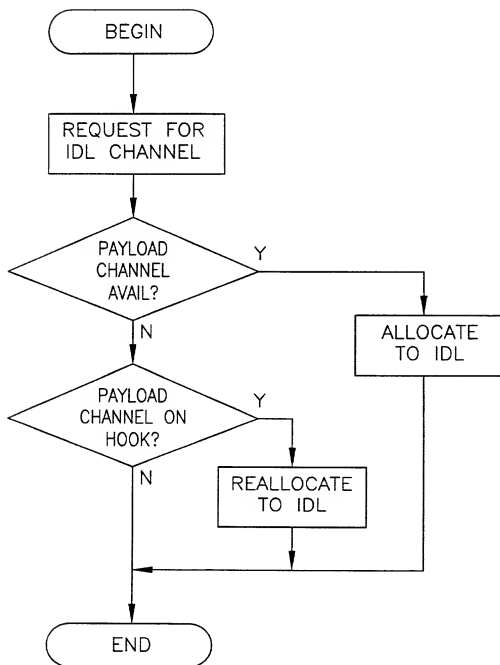 BEGIN
REQUEST FOR
IDL CHANNEL
PAYLOAD
CHANNEL
AVAIL?
Y
N
ALLOCATE
TO IDL
PAYLOAD
CHANNEL ON
HOOK?
Y
N
REALLOCATE
TO IDL
END